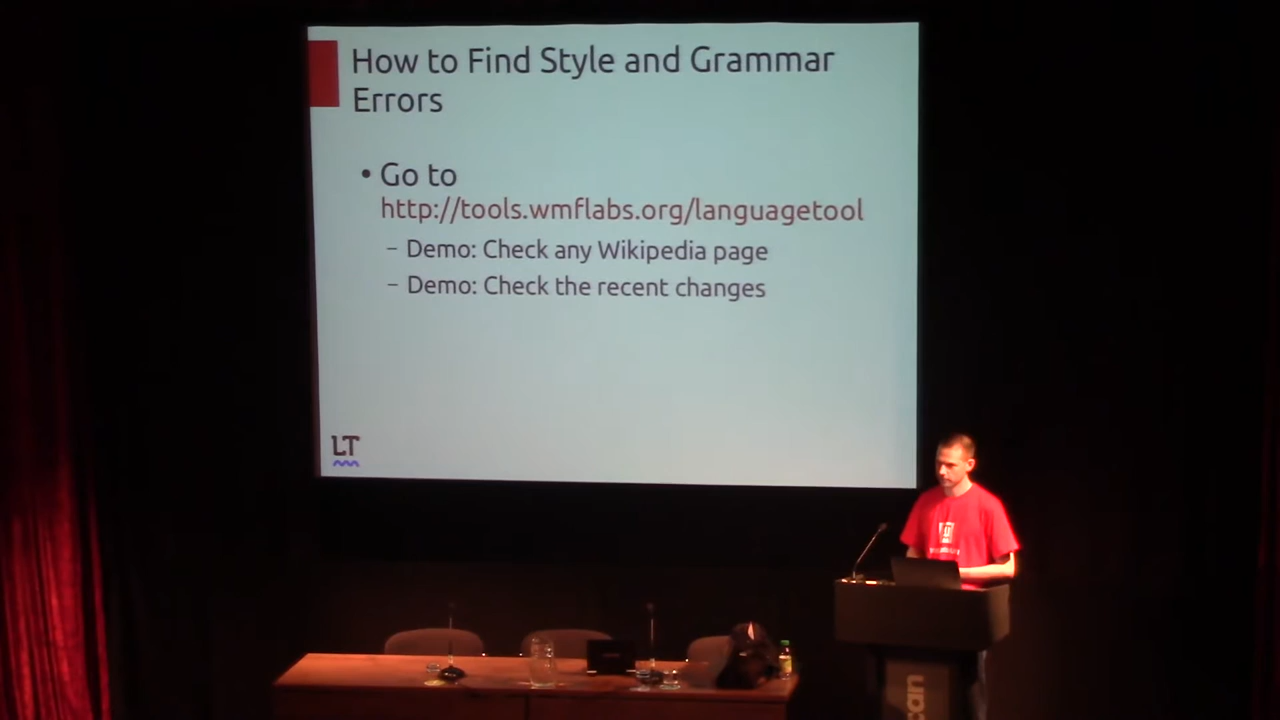 How to Find Style and Grammar
Errors
• Go to
http://tools.wmflabs.org/languagetool
– Demo: Check any Wikipedia page
– Demo: Check the recent changes
LT
can